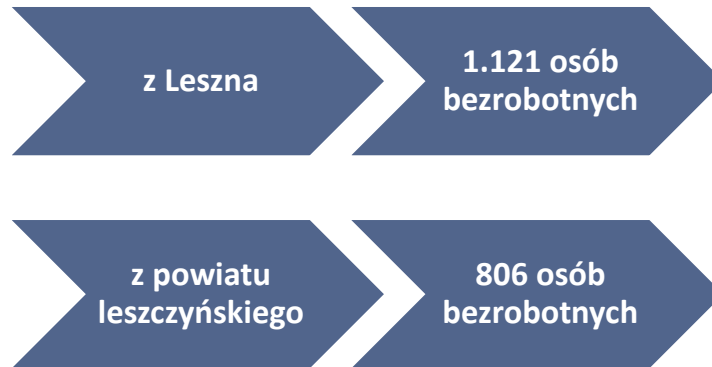 z Leszna
1.121 osób
bezrobotnych
z powiatu
leszczyńskiego
806 osób
bezrobotnych